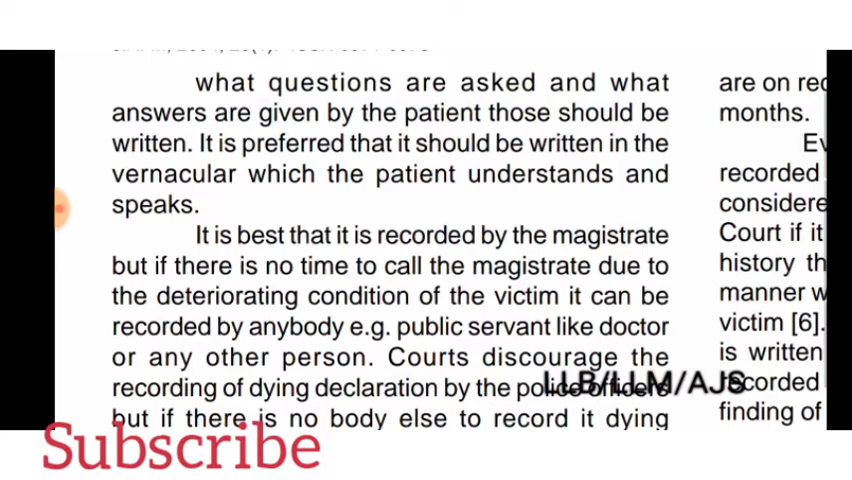 what questions are asked and what
answers are given by the patient those should be
written. It is preferred that it should be written in the
vernacular which the patient understands and
speaks.
It is best that it is recorded by the magistrate
but if there is no time to call the magistrate due to
the deteriorating condition of the victim it can be
recorded by anybody e.g. public servant like doctor
or any other person. Courts discourage the
recording of dying declaration by the police officers
but if there is no body else to record it dying
are on
months.
recorded
Court if it
history
manner
victim [6].
is written
recorded
finding of
LLB/LLM/AJS
Subscribe